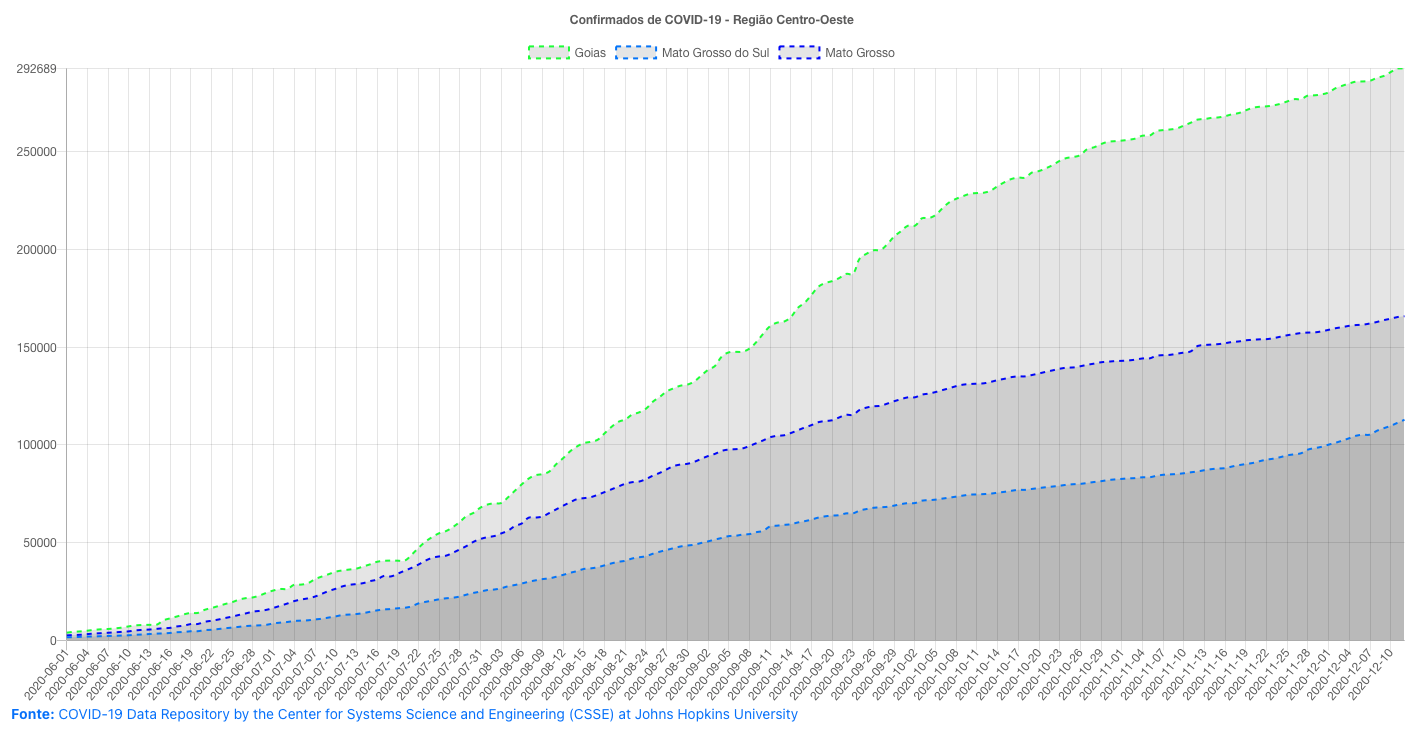 Confirmados de COVID-19 - Região Centro-Oeste
Goias Mato Grosso do Sul Mato Grosso
292689
250000
200000
150000
100000
50000
0
2020-06-01 2020-06-04 2020-06-07 2020-06-10 2020-06-13 2020-06-16 2020-06-19 2020-06-22 2020-06-25 2020-06-28 2020-07-01 2020-07-04 2020-07-07 2020-07-10 2020-07-13 2020-07-16 2020-07-19 2020-07-22 2020-07-25 2020-07-28 2020-07-31 2020-08-03 2020-08-06 2020-08-09 2020-08-12 2020-08-15 2020-08-18 2020-08-21 2020-08-24 2020-08-27 2020-08-30 2020-09-02 2020-09-05 2020-09-08 2020-09-11 2020-09-14 2020-09-17 2020-09-20 2020-09-23 2020-09-26 2020-09-29 2020-10-02 2020-10-05 2020-10-08 2020-10-11 2020-10-14 2020-10-17 2020-10-20 2020-10-23 2020-10-26 2020-10-29 2020-11-01 2020-11-04 2020-11-07 2020-11-10 2020-11-13 2020-11-16 2020-11-19 2020-11-22 2020-11-25 2020-11-28 2020-12-01 2020-12-04 2020-12-07 2020-12-10
Fonte: COVID-19 Data Repository by the Center for Systems Science and Engineering (CSSE) at Johns Hopkins University